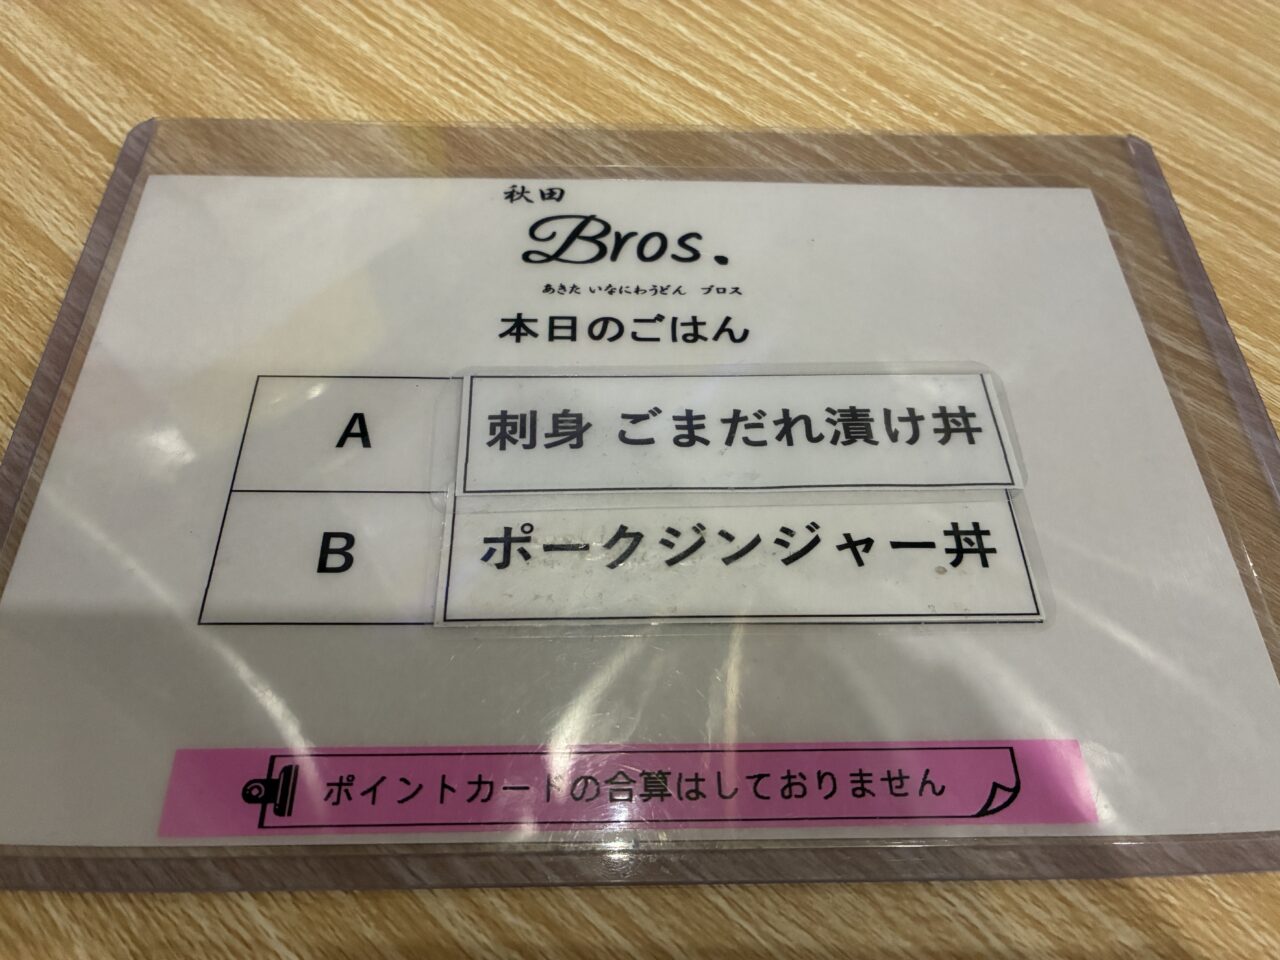 秋田
Bros.
あきた いなにわうどん ブロス
本日のごはん
A 刺身 ごまだれ漬け丼
B ポークジンジャー丼
ポイントカードの合算はしておりません